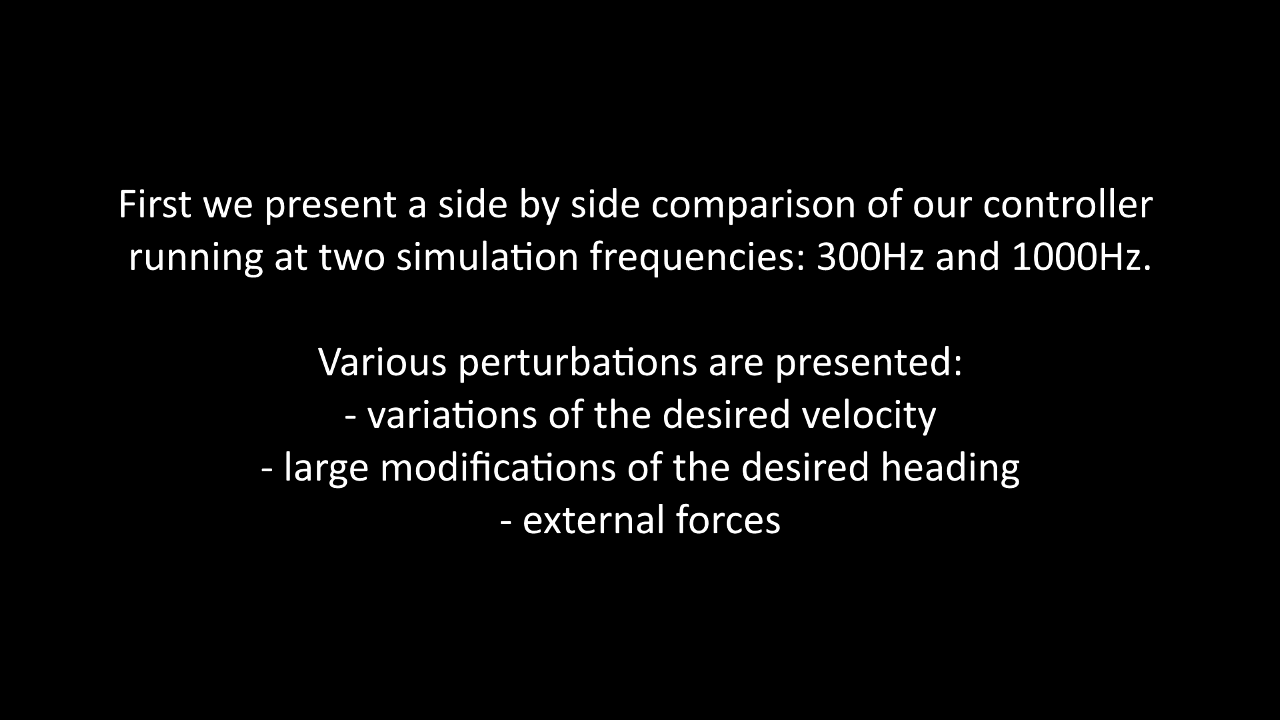 First we present a side by side comparison of our controller
running at two simulation frequencies: 300Hz and 1000Hz.
Various perturbations are presented:
- variations of the desired velocity
- large modifications of the desired heading
- external forces